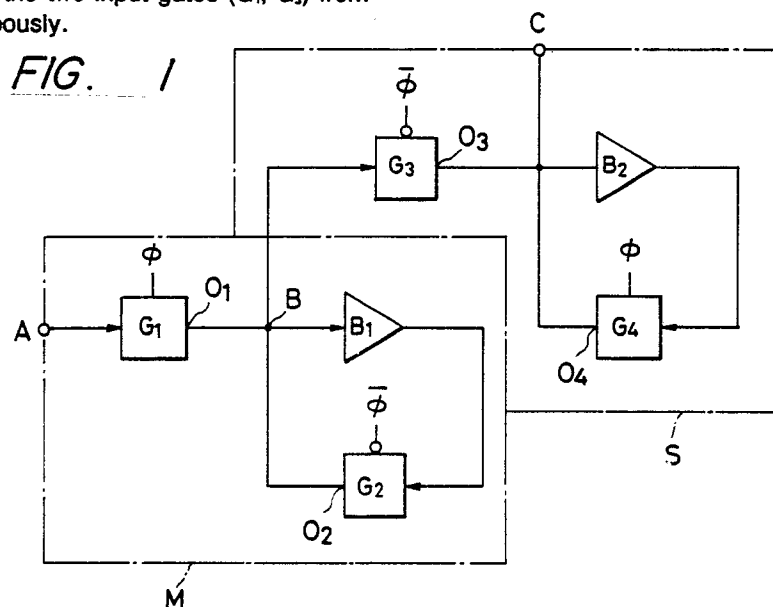 the two input gates (G₁, G₃) from
FIG. 1
C
φ̅
G₃
O₃
B₂
φ
G₄
O₄
S
A
φ
G₁
O₁
B
B₁
φ̅
G₂
O₂
M